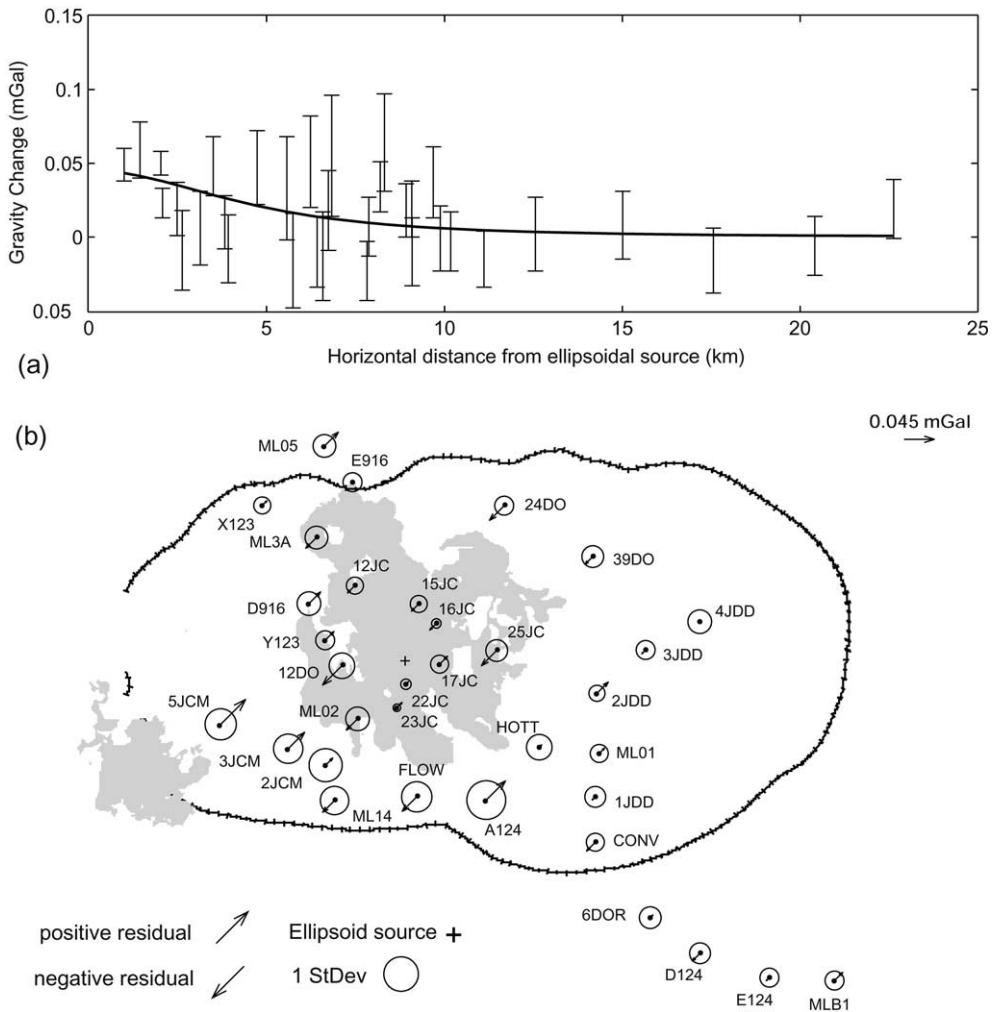 0.15
0.1
0.05
0
0.05
Gravity Change (mGal)
0 5 10 15 20 25
Horizontal distance from ellipsoidal source (km)
(a)
(b)
0.045 mGal
ML05
E916
X123
24DO
ML3A
39DO
12JC
15JC
D916
16JC
4JDD
Y123
25JC
3JDD
12DO
17JC
5JCM
22JC
2JDD
ML02
23JC
HOTT
3JCM
ML01
2JCM
FLOW
1JDD
ML14
A124
CONV
6DOR
positive residual
Ellipsoid source +
D124
negative residual
1 StDev
E124
MLB1